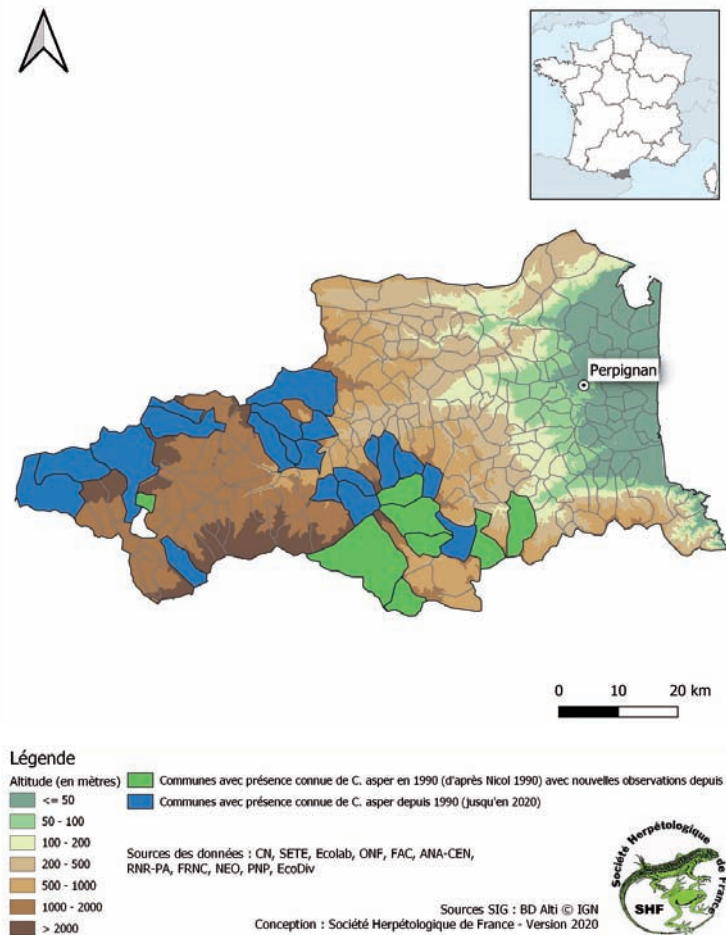 Perpignan
0 10 20 km
Légende
Altitude (en mètres)
<= 50
50 - 100
100 - 200
200 - 500
500 - 1000
1000 - 2000
> 2000
Communes avec présence connue de C. asper en 1990 (d'après Nicol 1990) avec nouvelles observations depuis
Communes avec présence connue de C. asper depuis 1990 (jusqu'en 2020)
Sources des données : CN, SETE, Ecolab, ONF, FAC, ANA-CEN,
RNR-PA, FRNC, NEO, PNP, EcoDiv
Sources SIG : BD Alti © IGN
Conception : Société Herpétologique de France - Version 2020
Société Herpétologique de France
SHF